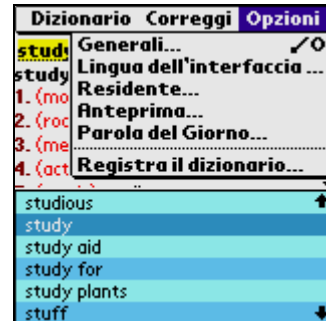 Dizionario Correggi Opzioni
study
Generali... /O
study
Lingua dell'interfaccia ...
1. (mo
Residente...
2. (roc
Anteprima...
3. (me
Parola del Giorno...
4. (act
Registra il dizionario...
studious
study
study aid
study for
study plants
stuff